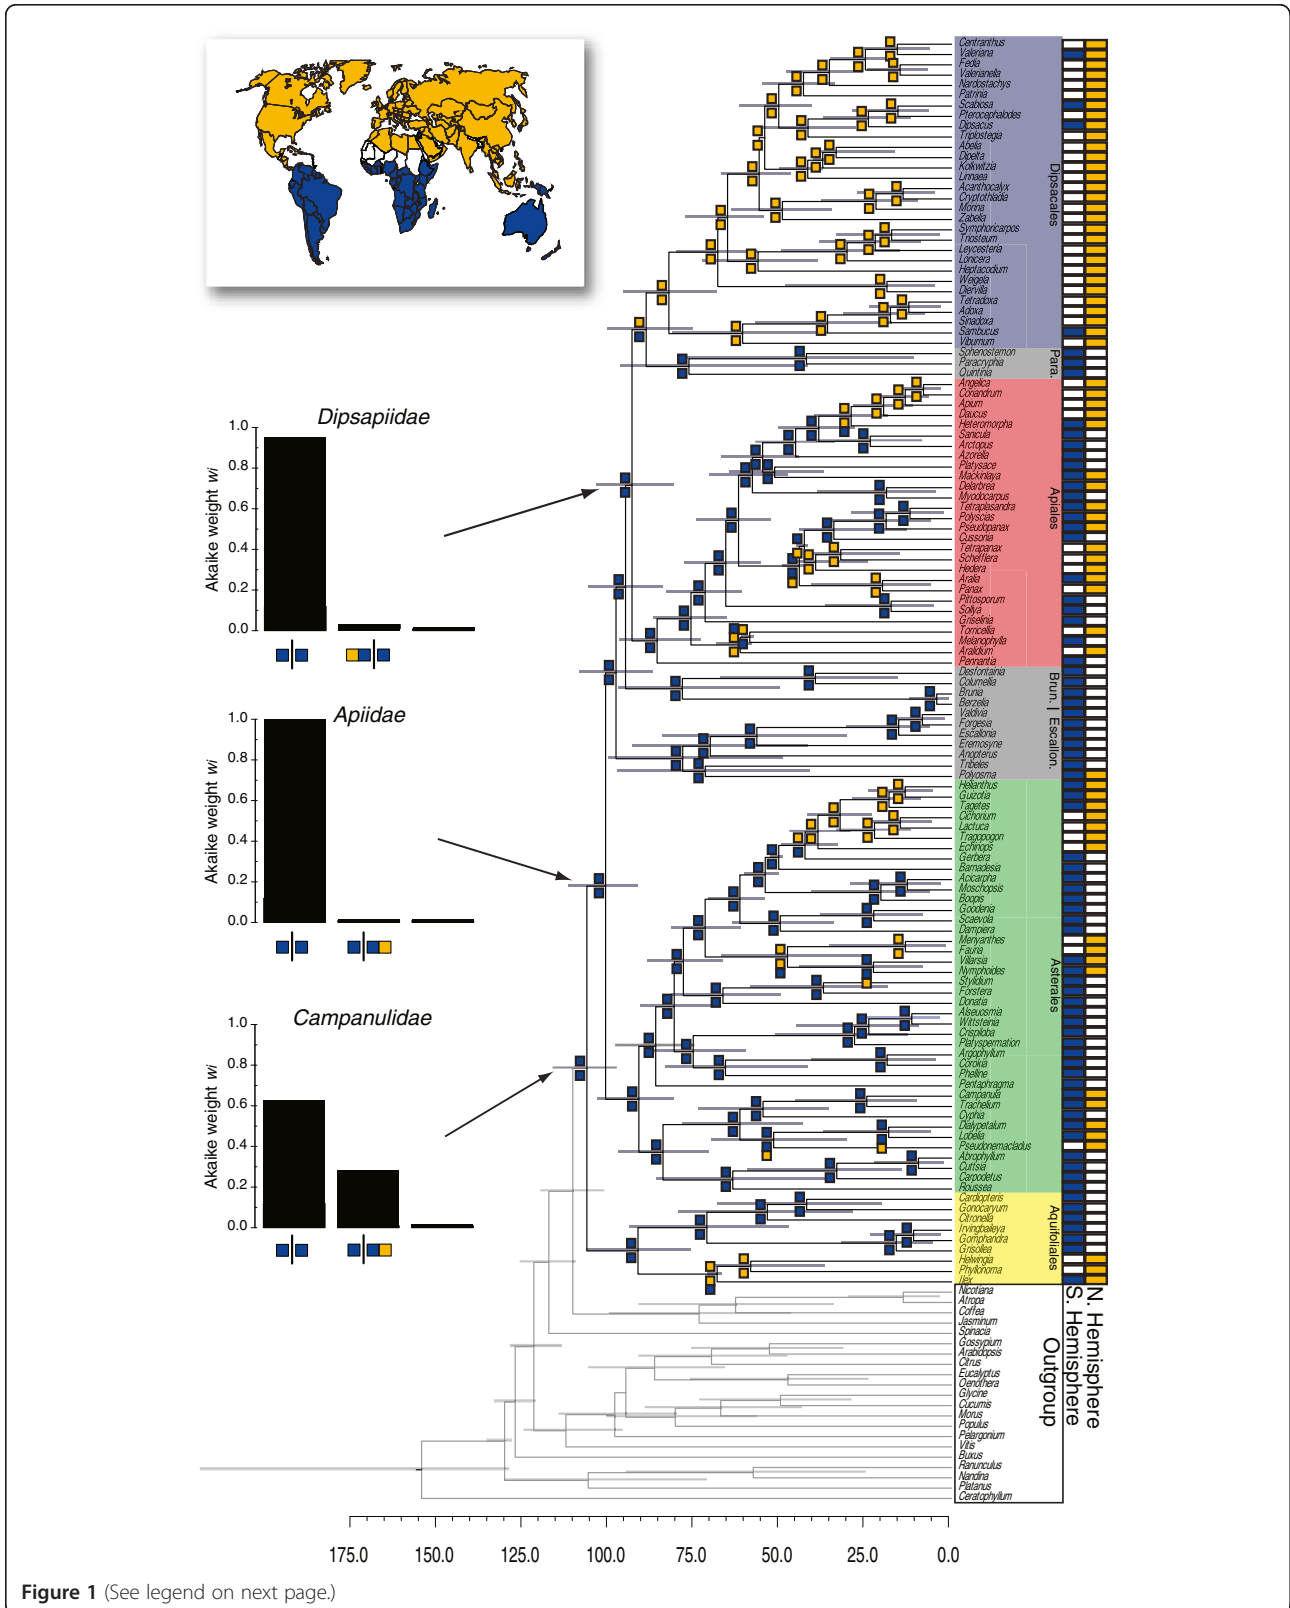 Dipsapiidae
Akaike weight wi
1.0
0.8
0.6
0.4
0.2
0.0
Apiidae
Akaike weight wi
1.0
0.8
0.6
0.4
0.2
0.0
Campanulidae
Akaike weight wi
1.0
0.8
0.6
0.4
0.2
0.0
Centranthus
Valeriana
Fedia
Valerianella
Nardostachys
Patrinia
Scabiosa
Pterocephalodes
Dipsacus
Triplostegia
Abelia
Dipelta
Kolkwitzia
Linnaea
Acanthocalyx
Cryptothladia
Morina
Zabelia
Symphoricarpos
Triosteum
Leycesteria
Lonicera
Heptacodium
Weigela
Diervilla
Tetradoxa
Adoxa
Sinadoxa
Sambucus
Viburnum
Dipsacales
Sphenostemon
Paracryphia
Quintinia
Para.
Angelica
Coriandrum
Apium
Daucus
Heteromorpha
Sanicula
Arctopus
Azorella
Platysace
Mackinlaya
Delarbrea
Myodocarpus
Tetraplasandra
Polyscias
Pseudopanax
Cussonia
Tetrapanax
Schefflera
Hedera
Aralia
Panax
Pittosporum
Sollya
Griselinia
Torricellia
Melanophylla
Aralidium
Pennantia
Apiales
Desfontainia
Columellia
Brunia
Berzelia
Valdivia
Forgesia
Escallonia
Eremosyne
Anopterus
Tribeles
Polyosma
Brun. | Escallon.
Helianthus
Guizotia
Tagetes
Cichorium
Lactuca
Tragopogon
Echinops
Gerbera
Barnadesia
Acicarpha
Moschopsis
Boopis
Goodenia
Scaevola
Dampiera
Menyanthes
Fauria
Villarsia
Nymphoides
Stylidium
Forstera
Donatia
Alseuosmia
Wittsteinia
Crispiloba
Platyspermation
Argophyllum
Corokia
Phelline
Pentaphragma
Campanula
Trachelium
Cyphia
Dialypetalum
Lobelia
Pseudonemacladus
Abrophyllum
Cuttsia
Carpodetus
Roussea
Asterales
Cardiopteris
Gonocaryum
Citronella
Irvingbaileya
Gomphandra
Grisollea
Helwingia
Phyllonoma
Ilex
Aquifoliales
Nicotiana
Atropa
Coffea
Jasminum
Spinacia
Gossypium
Arabidopsis
Citrus
Eucalyptus
Oenothera
Glycine
Cucumis
Morus
Populus
Pelargonium
Vitis
Buxus
Ranunculus
Nandina
Platanus
Ceratophyllum
Outgroup
S. Hemisphere
N. Hemisphere
175.0 150.0 125.0 100.0 75.0 50.0 25.0 0.0
Figure 1 (See legend on next page.)